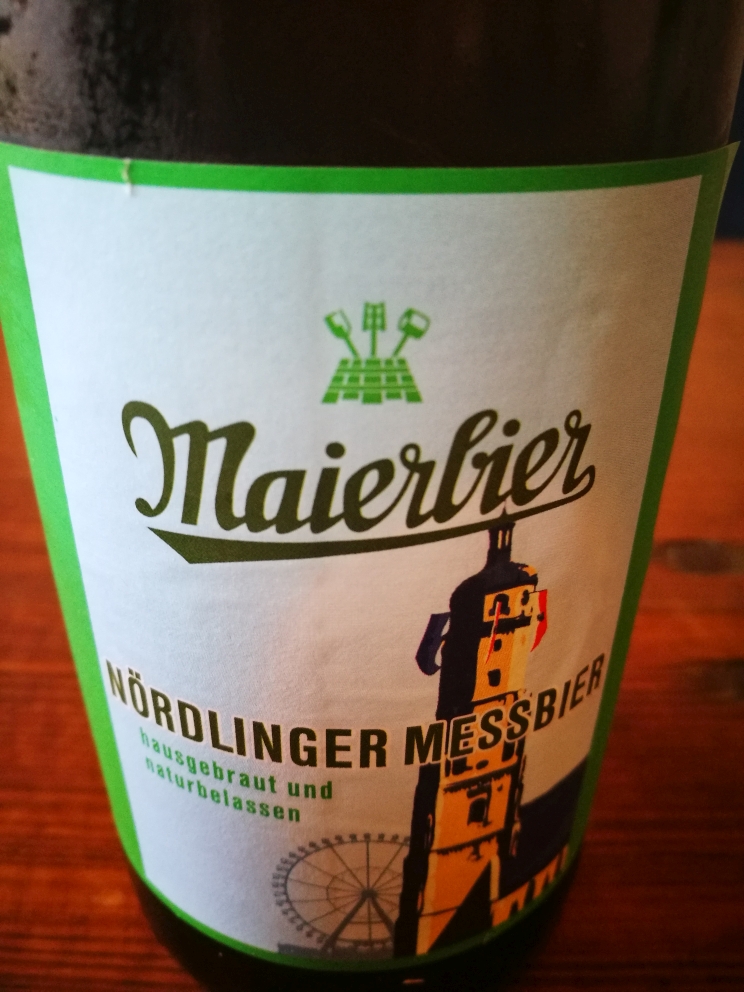 Maierbier
NÖRDLINGER MESSBIER
hausgebraut und
naturbelassen